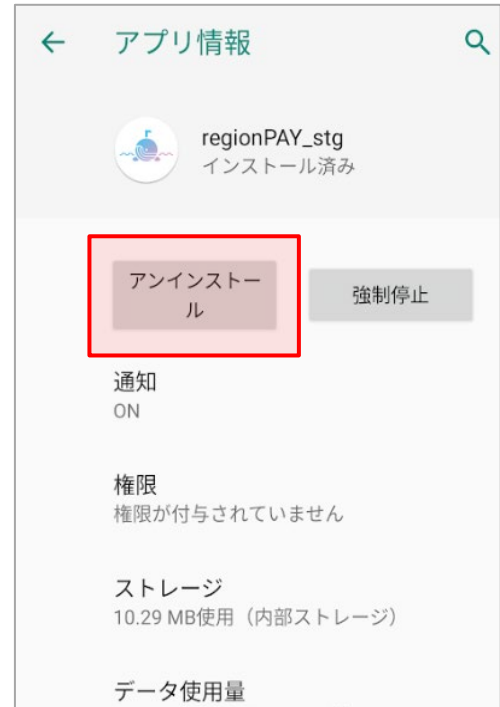 アプリ情報
regionPAY_stg
インストール済み
アンインストー
ル
強制停止
通知
ON
権限
権限が付与されていません
ストレージ
10.29 MB使用（内部ストレージ）
データ使用量